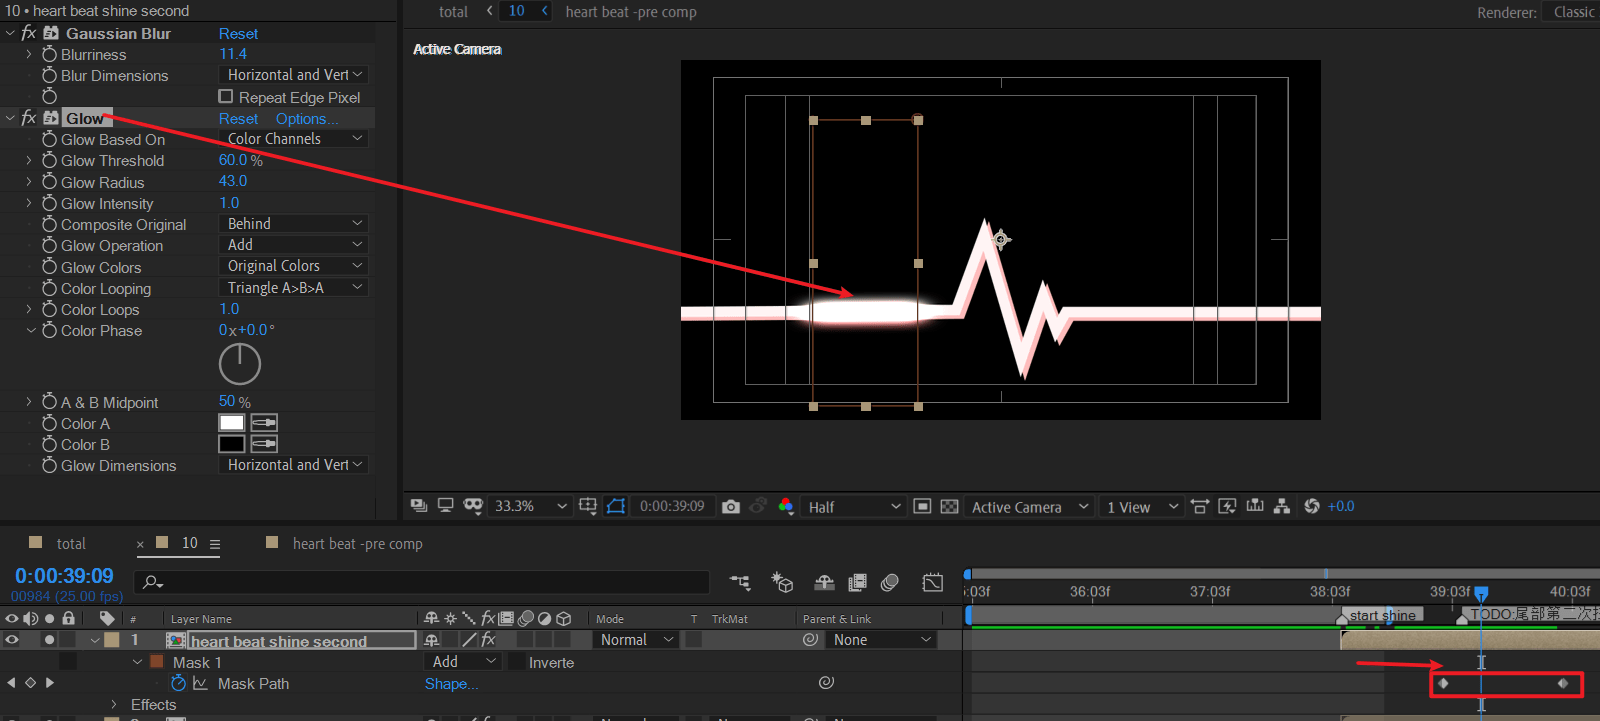 10 • heart beat shine second
total < 10 < heart beat -pre comp
Renderer: Classic
fx Gaussian Blur Reset
Blurriness 11.4
Blur Dimensions Horizontal and Vert
Repeat Edge Pixel
fx Glow Reset Options...
Glow Based On Color Channels
Glow Threshold 60.0 %
Glow Radius 43.0
Glow Intensity 1.0
Composite Original Behind
Glow Operation Add
Glow Colors Original Colors
Color Looping Triangle A>B>A
Color Loops 1.0
Color Phase 0x+0.0°
A & B Midpoint 50 %
Color A
Color B
Glow Dimensions Horizontal and Vert
Active Camera
33.3% 0:00:39:09 Half Active Camera 1 View +0.0
total × 10 heart beat -pre comp
0:00:39:09
00984 (25.00 fps)
:03f 36:03f 37:03f 38:03f 39:03f 40:03f
start shine TODO:尾部第二次
# Layer Name fx Mode T TrkMat Parent & Link
1 heart beat shine second fx Normal None
Mask 1 Add Inverte
Mask Path Shape...
Effects